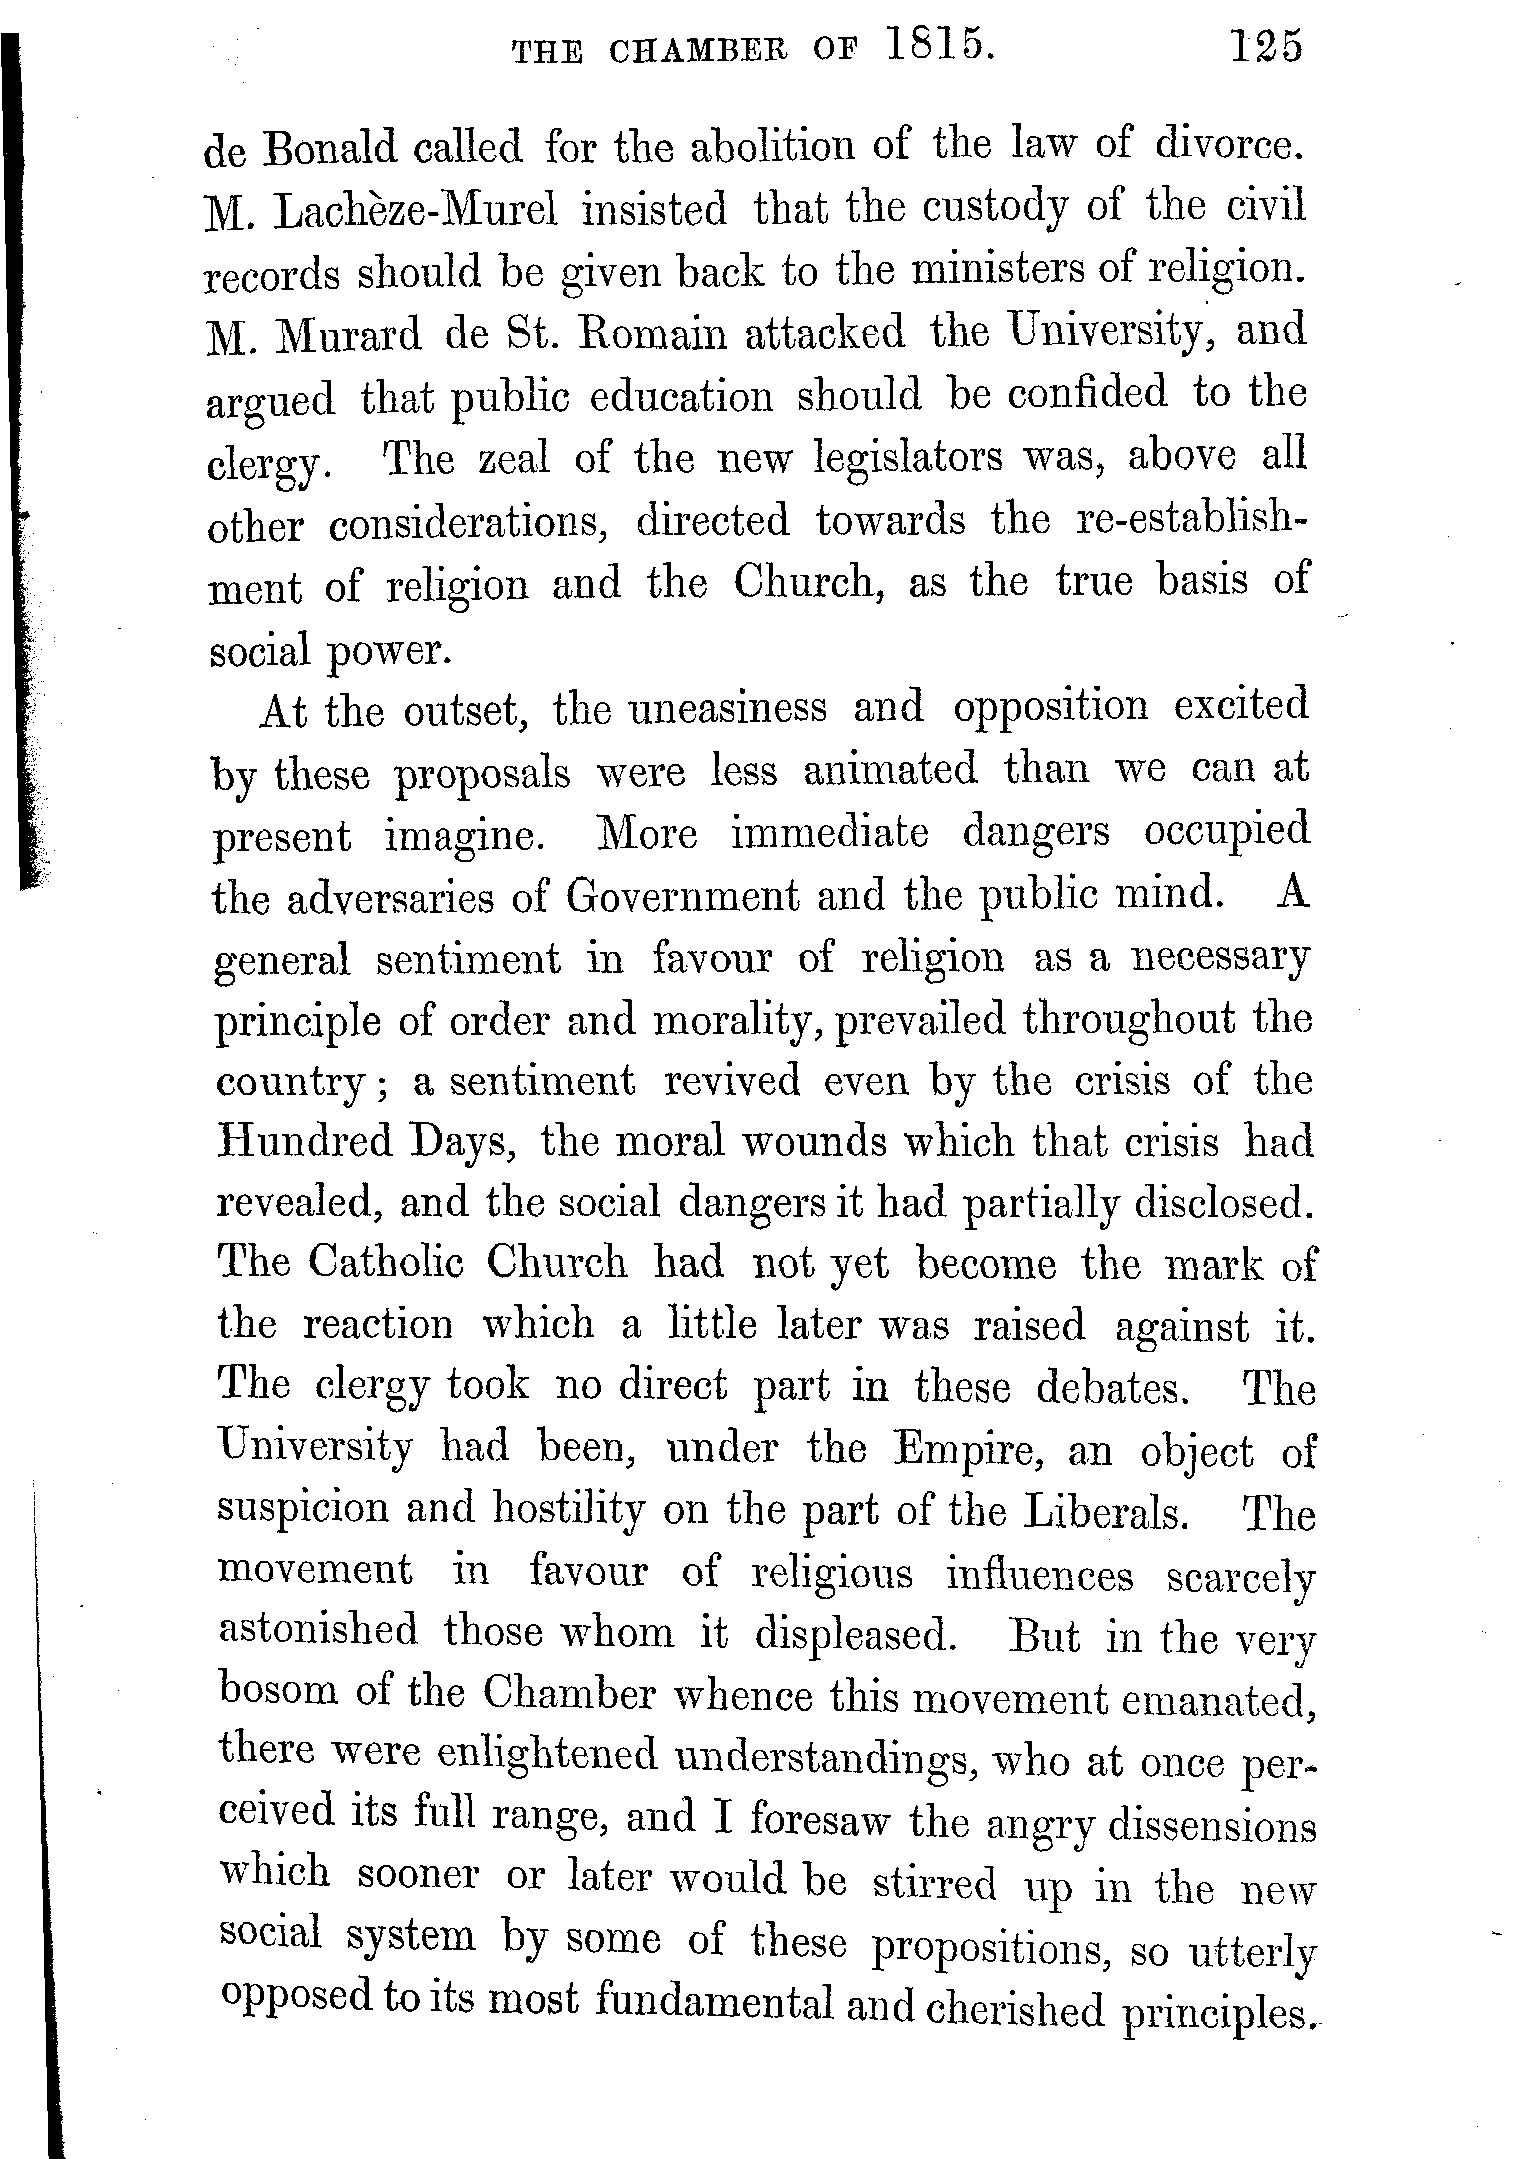 THE CHAMBER OF 1815. 125
de Bonald called for the abolition of the law of divorce.
M. Lachèze-Murel insisted that the custody of the civil
records should be given back to the ministers of religion.
M. Murard de St. Romain attacked the University, and
argued that public education should be confided to the
clergy. The zeal of the new legislators was, above all
other considerations, directed towards the re-establish-
ment of religion and the Church, as the true basis of
social power.
At the outset, the uneasiness and opposition excited
by these proposals were less animated than we can at
present imagine. More immediate dangers occupied
the adversaries of Government and the public mind. A
general sentiment in favour of religion as a necessary
principle of order and morality, prevailed throughout the
country; a sentiment revived even by the crisis of the
Hundred Days, the moral wounds which that crisis had
revealed, and the social dangers it had partially disclosed.
The Catholic Church had not yet become the mark of
the reaction which a little later was raised against it.
The clergy took no direct part in these debates. The
University had been, under the Empire, an object of
suspicion and hostility on the part of the Liberals. The
movement in favour of religious influences scarcely
astonished those whom it displeased. But in the very
bosom of the Chamber whence this movement emanated,
there were enlightened understandings, who at once per-
ceived its full range, and I foresaw the angry dissensions
which sooner or later would be stirred up in the new
social system by some of these propositions, so utterly
opposed to its most fundamental and cherished principles.